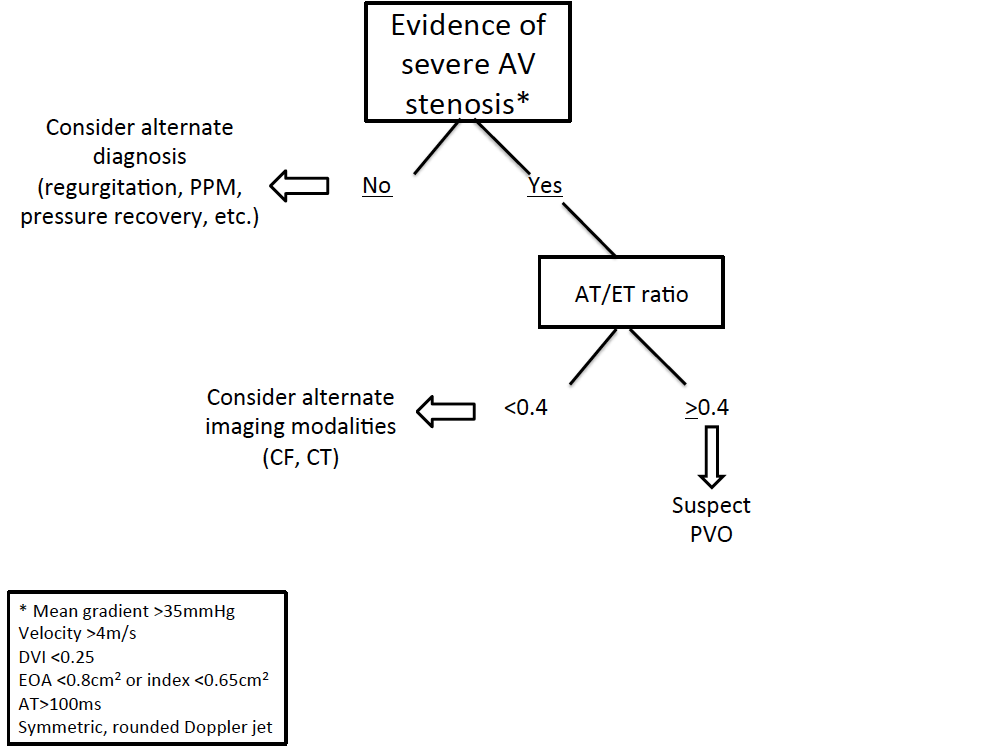 Evidence of
severe AV
stenosis*
Consider alternate
diagnosis
(regurgitation, PPM,
pressure recovery, etc.)
No
Yes
AT/ET ratio
Consider alternate
imaging modalities
(CF, CT)
<0.4
≥0.4
Suspect
PVO
* Mean gradient >35mmHg
Velocity >4m/s
DVI <0.25
EOA <0.8cm² or index <0.65cm²
AT>100ms
Symmetric, rounded Doppler jet